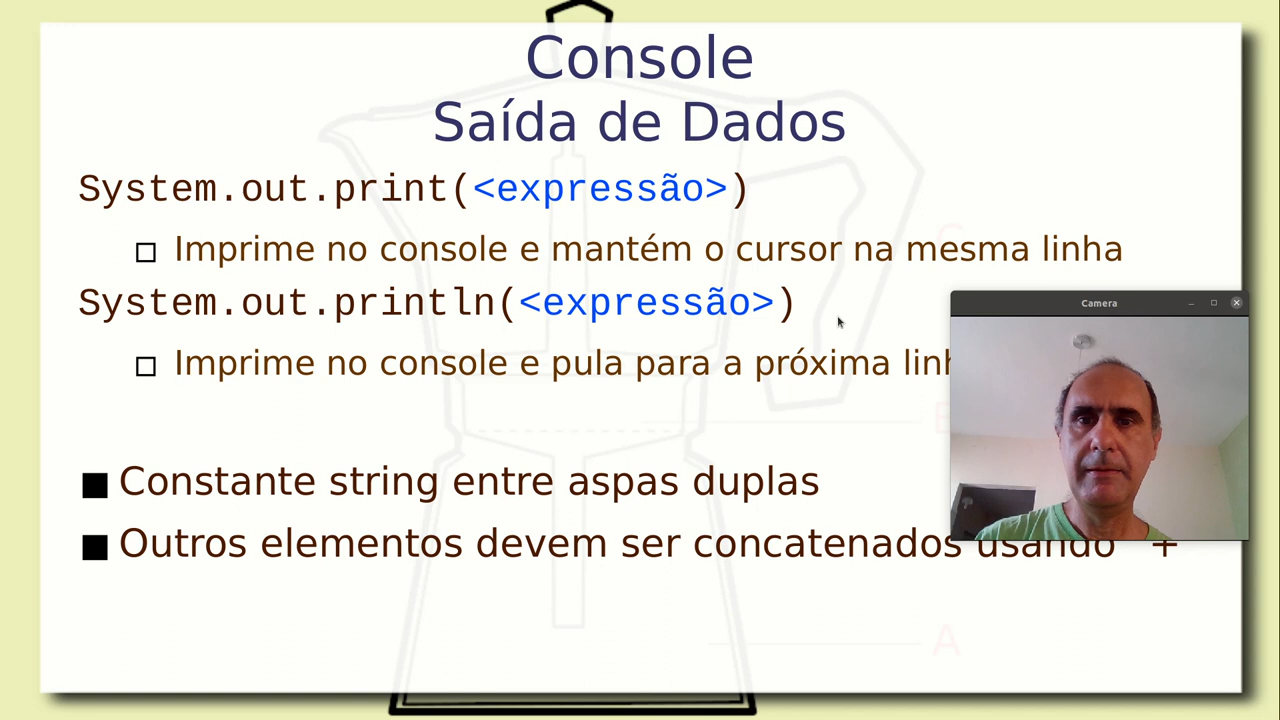 Console
Saída de Dados
System.out.print(<expressão>)
Imprime no console e mantém o cursor na mesma linha
C
System.out.println(<expressão>)
Camera
Imprime no console e pula para a próxima linh
Constante string entre aspas duplas
Outros elementos devem ser concatenados usando "+
A